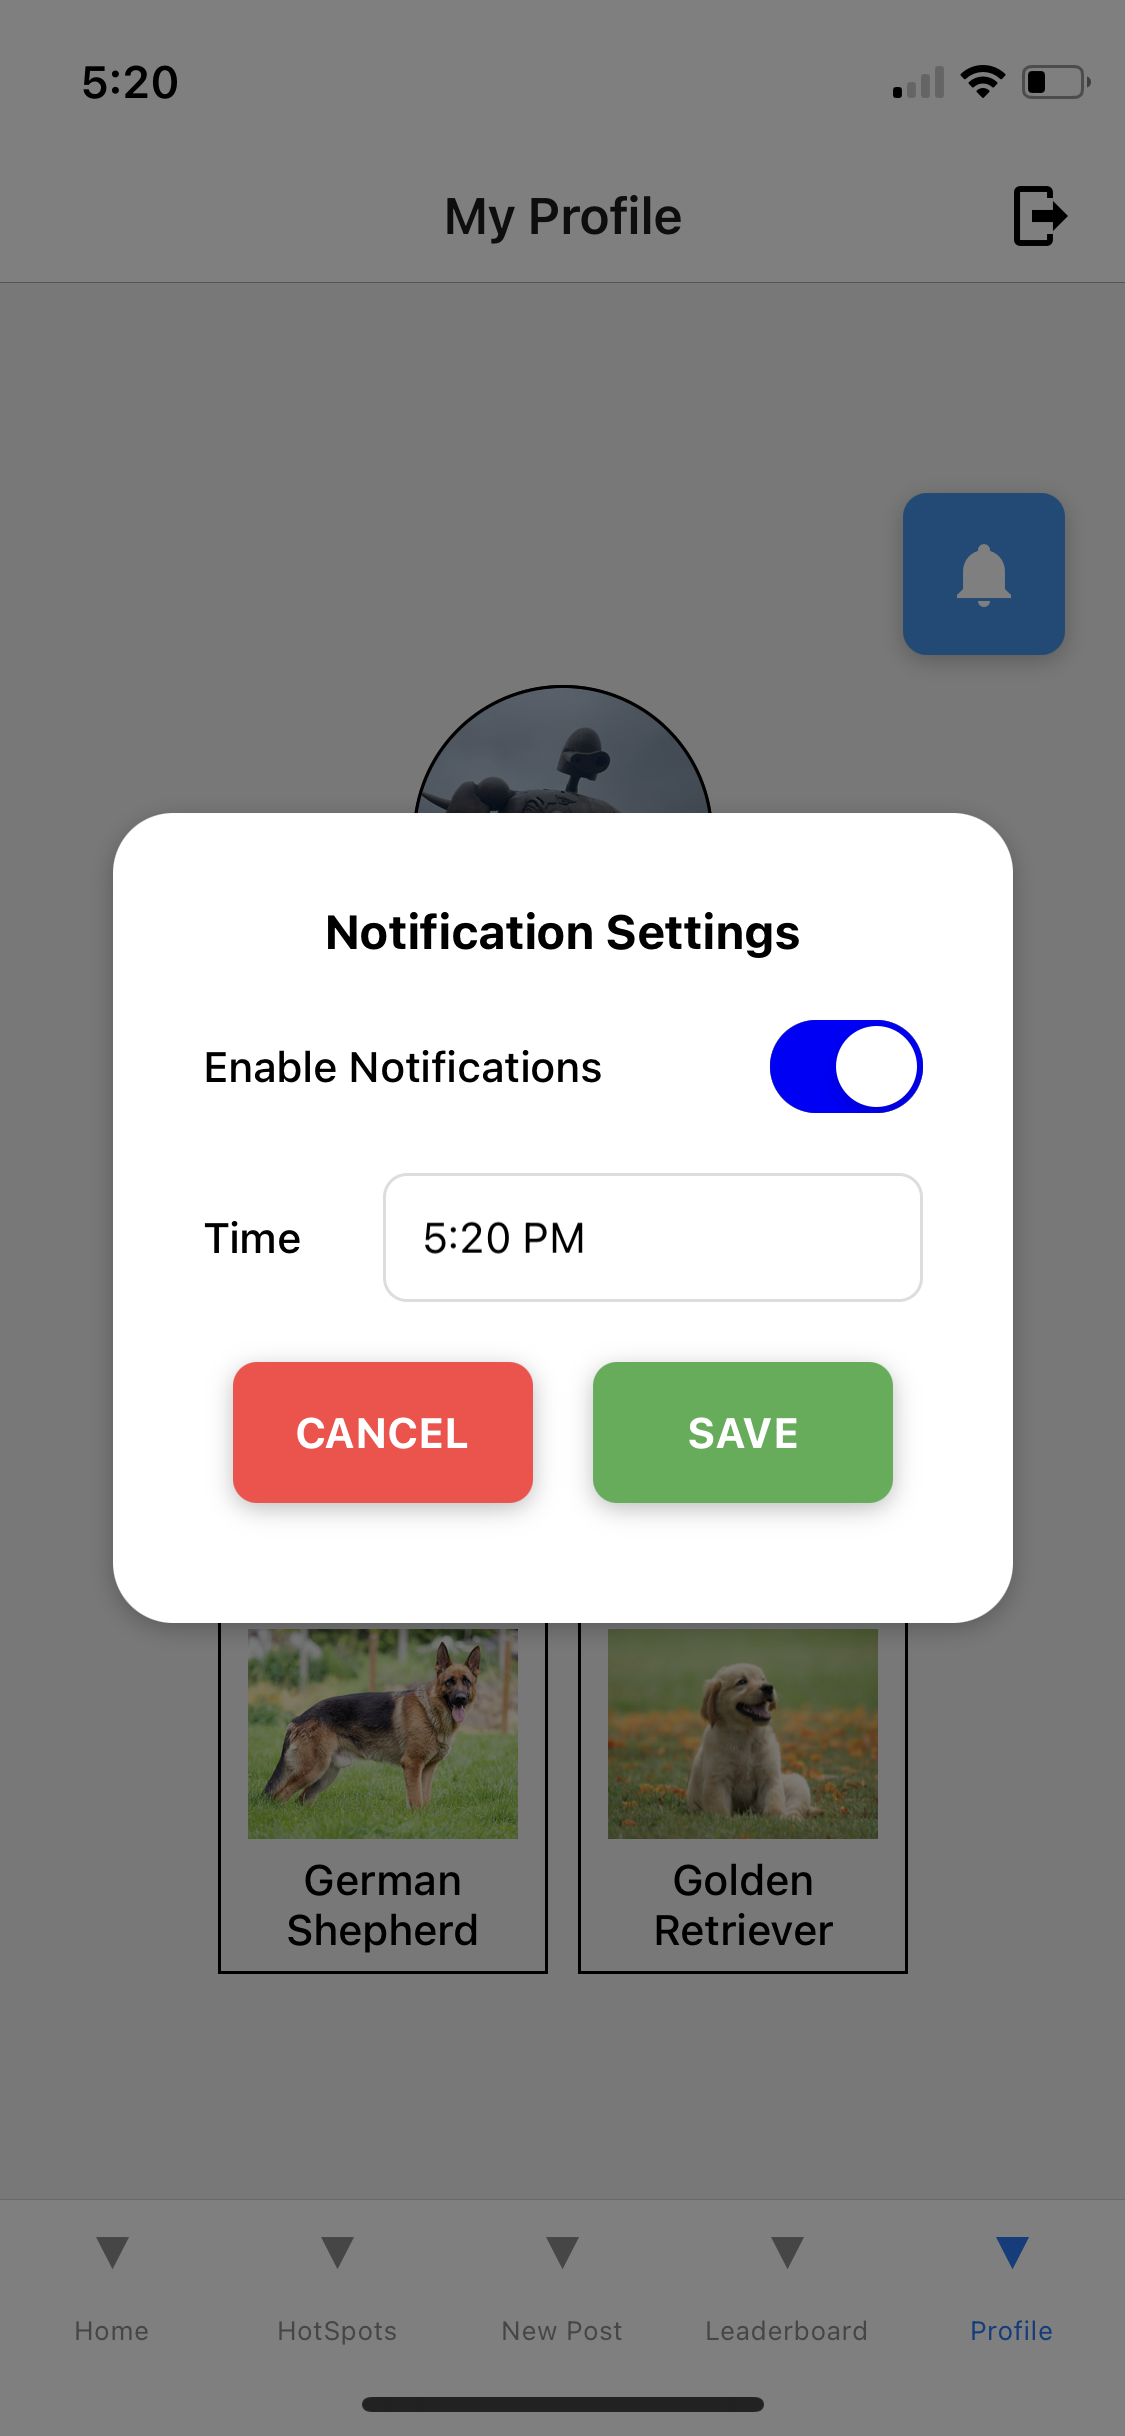 5:20
My Profile
Notification Settings
Enable Notifications
Time
5:20 PM
CANCEL
SAVE
German
Shepherd
Golden
Retriever
Home
HotSpots
New Post
Leaderboard
Profile